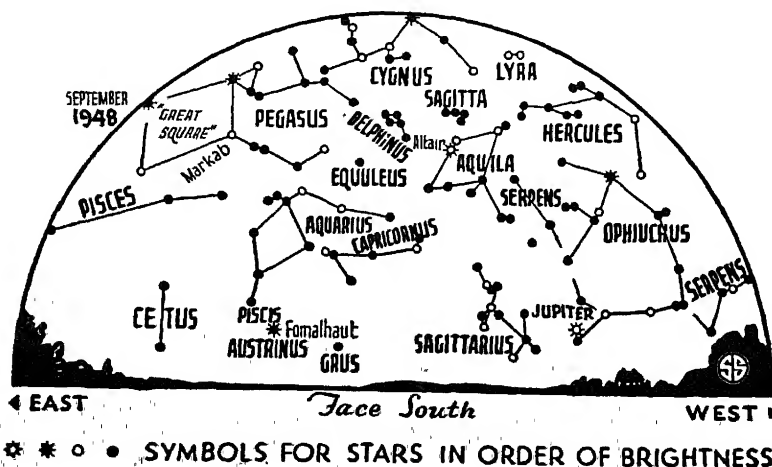 CYGNUS
LYRA
SEPTEMBER
1948
"GREAT
SQUARE"
PEGASUS
DELPHINUS
SAGITTA
HERCULES
Altair
AQUILA
Markab
EQUULEUS
SERPENS
PISCES
AQUARIUS
CAPRICORNUS
OPHIUCHUS
SERPENS
CETUS
PISCIS
AUSTRINUS
Fomalhaut
GRUS
SAGITTARIUS
JUPITER
EAST
Face South
WEST
SYMBOLS FOR STARS IN ORDER OF BRIGHTNESS